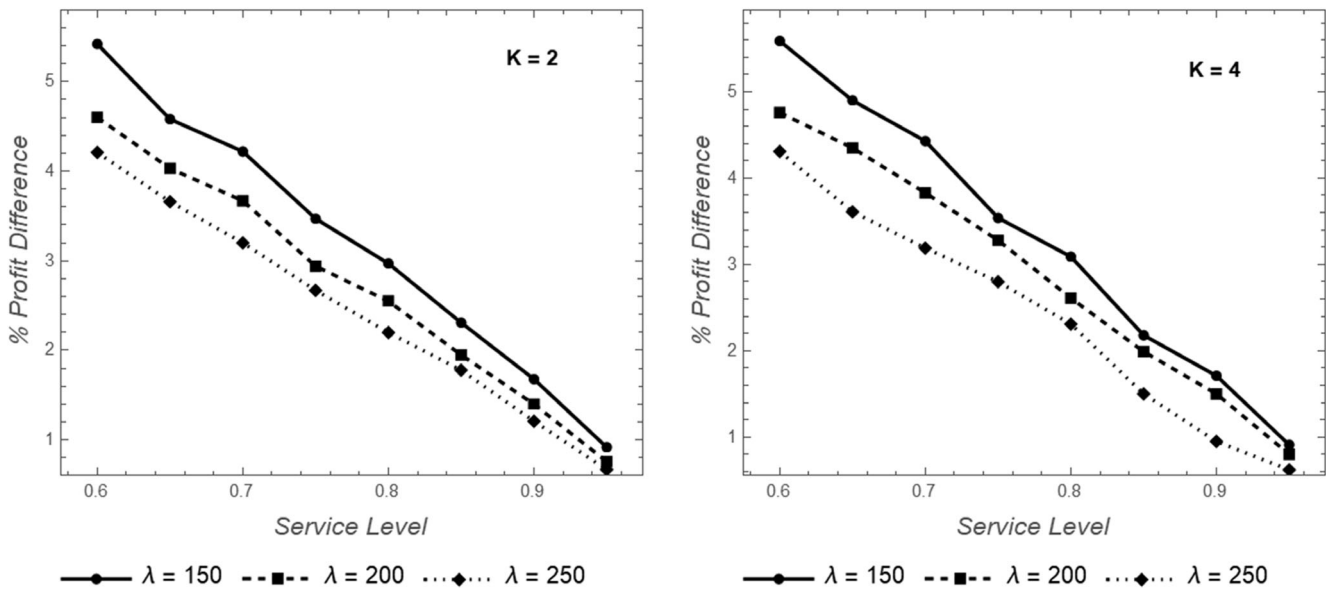 K = 2
5
4
3
2
1
% Profit Difference
0.6 0.7 0.8 0.9
Service Level
λ = 150 λ = 200 λ = 250
K = 4
5
4
3
2
1
% Profit Difference
0.6 0.7 0.8 0.9
Service Level
λ = 150 λ = 200 λ = 250